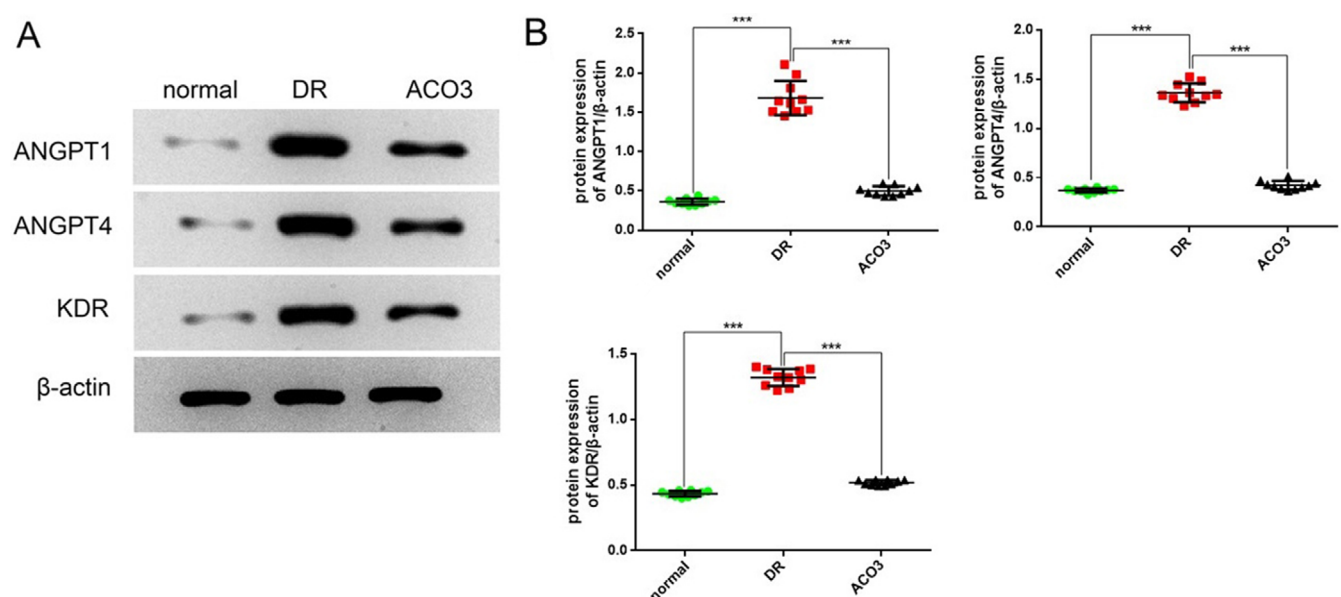 A
normal DR ACO3
ANGPT1
ANGPT4
KDR
β-actin
B
***
***
2.5
2.0
1.5
1.0
0.5
0.0
protein expression
of ANGPT1/β-actin
normal
DR
ACO3
***
***
2.0
1.5
1.0
0.5
0.0
protein expression
of ANGPT4/β-actin
normal
DR
ACO3
***
***
1.5
1.0
0.5
0.0
protein expression
of KDR/β-actin
normal
DR
ACO3